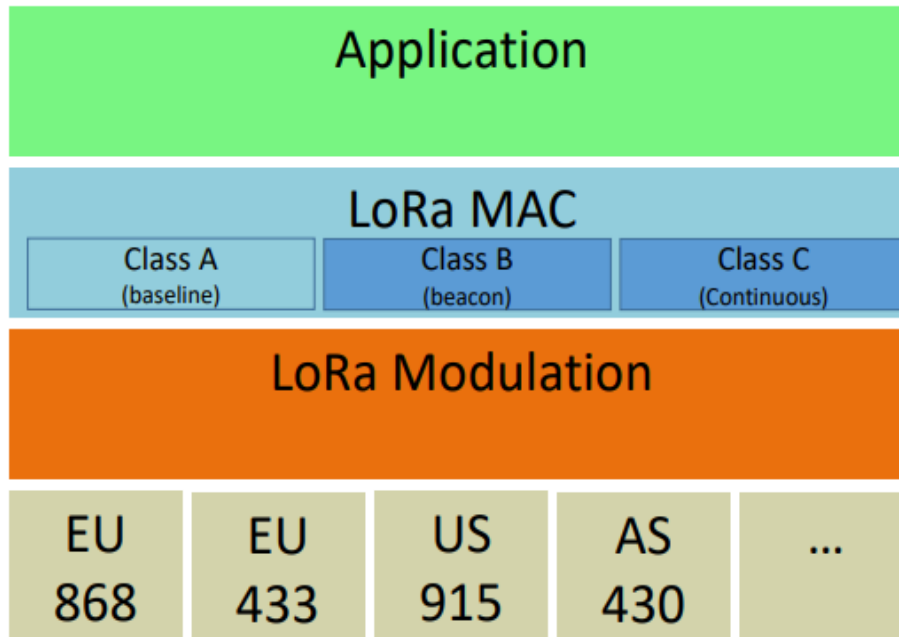 Application
LoRa MAC
Class A
(baseline)
Class B
(beacon)
Class C
(Continuous)
LoRa Modulation
EU
868
EU
433
US
915
AS
430
...